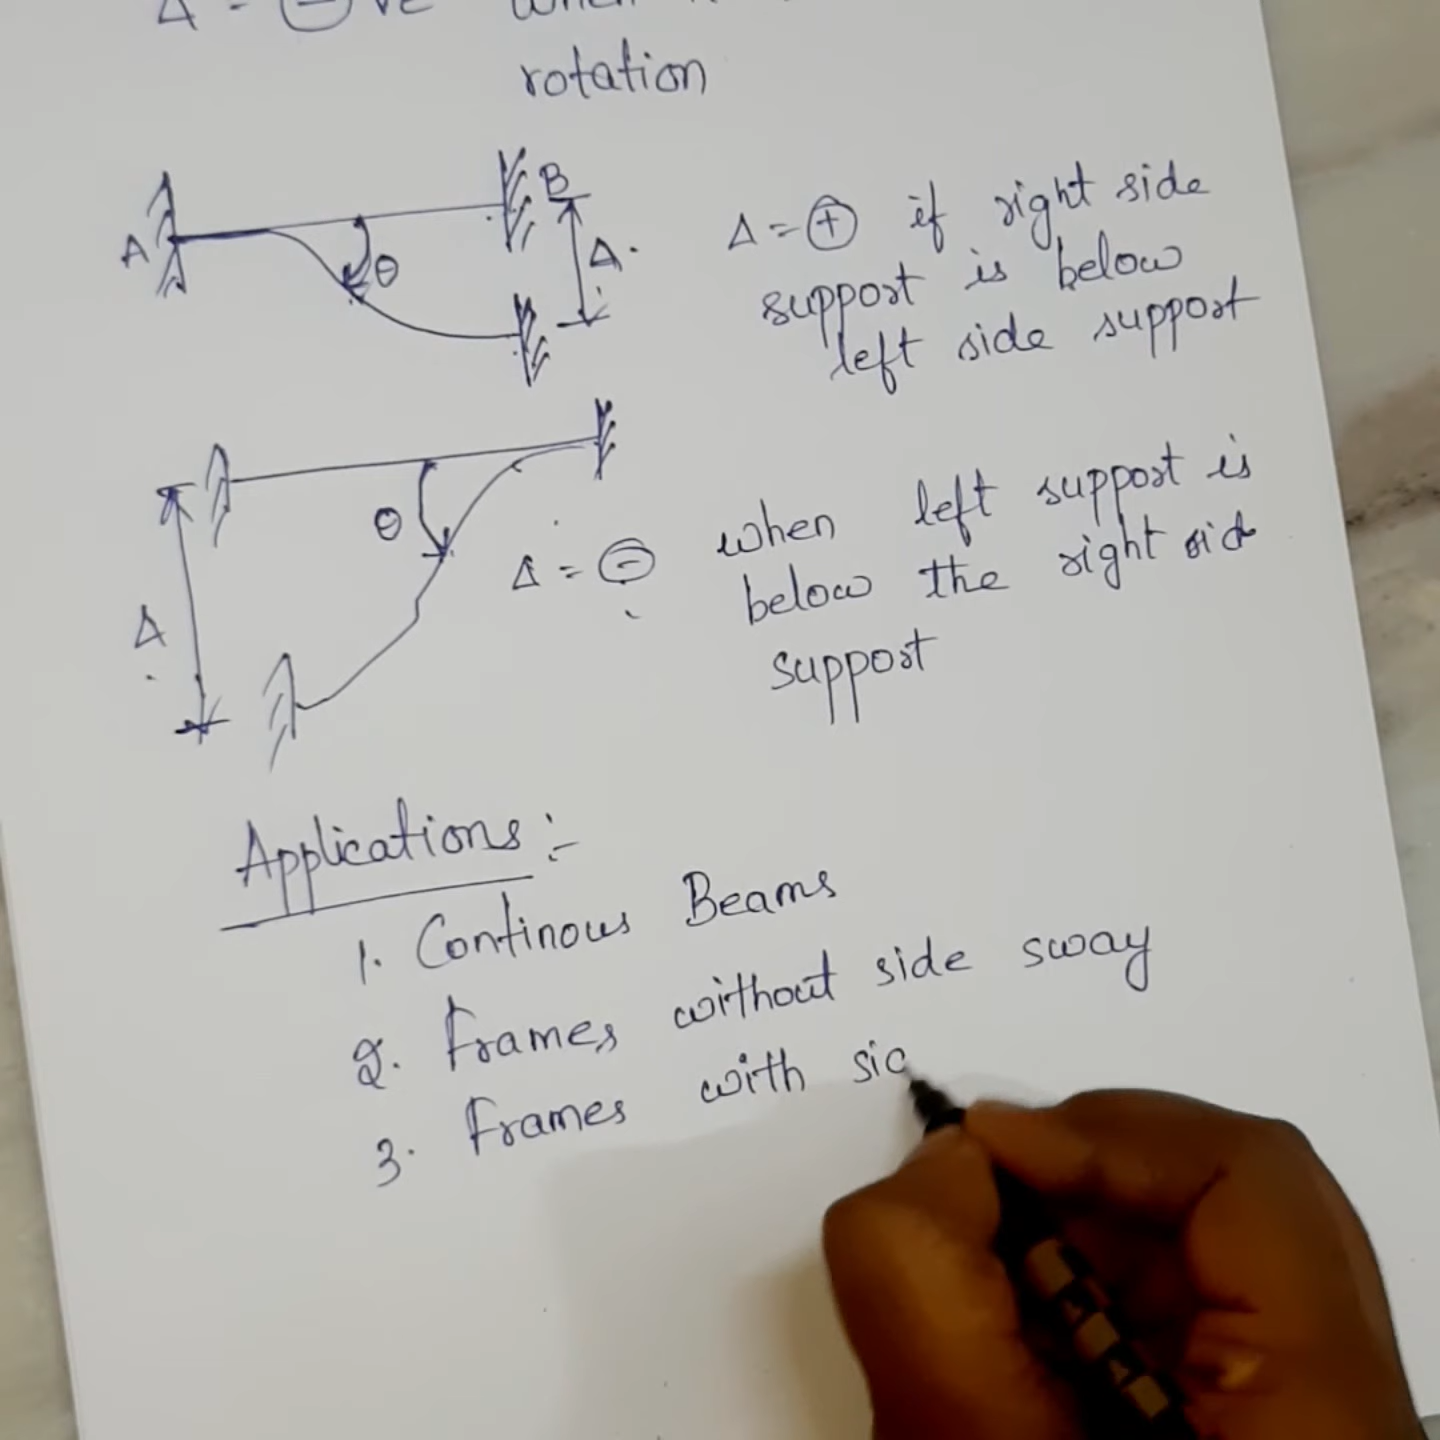 rotation
A
B
θ
Δ
Δ = ⊕ if right side
support is below
left side support
θ
Δ
Δ = ⊖ when left support is
below the right side
support
Applications :-
1. Continous Beams
2. Frames without side sway
3. Frames with sid